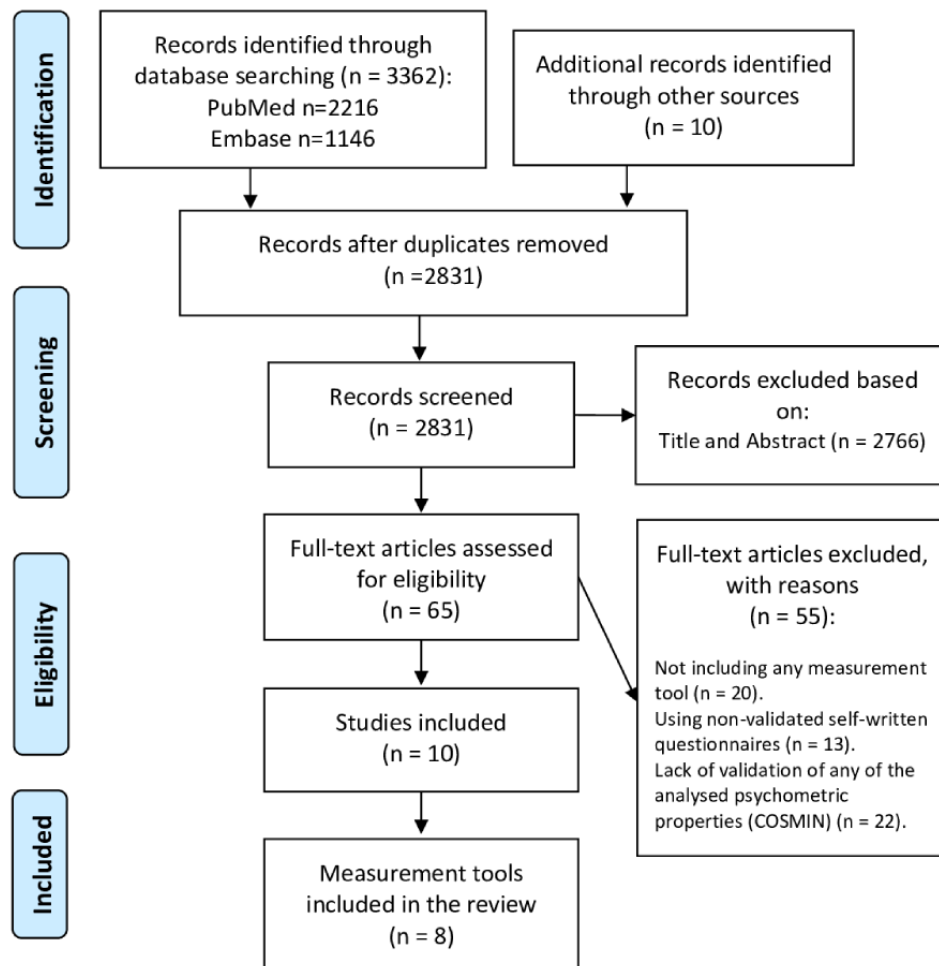 Identification
Records identified through
database searching (n = 3362):
PubMed n=2216
Embase n=1146
Additional records identified
through other sources
(n = 10)
Records after duplicates removed
(n =2831)
Screening
Records screened
(n = 2831)
Records excluded based
on:
Title and Abstract (n = 2766)
Eligibility
Full-text articles assessed
for eligibility
(n = 65)
Full-text articles excluded,
with reasons
(n = 55):
Not including any measurement
tool (n = 20).
Using non-validated self-written
questionnaires (n = 13).
Lack of validation of any of the
analysed psychometric
properties (COSMIN) (n = 22).
Studies included
(n = 10)
Included
Measurement tools
included in the review
(n = 8)